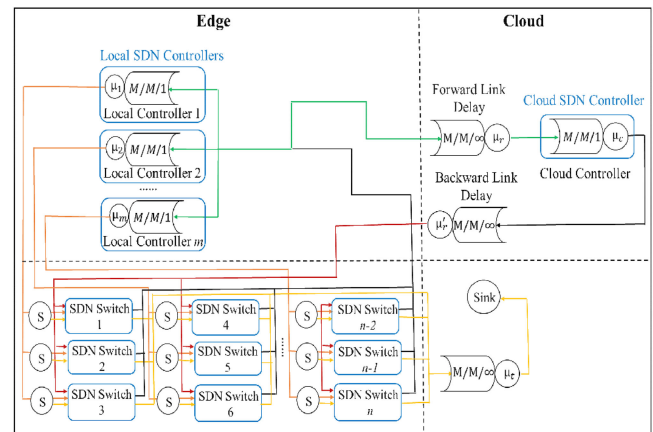 Edge
Cloud
Local SDN Controllers
μ1 M/M/1
Local Controller 1
μ2 M/M/1
Local Controller 2
......
μm M/M/1
Local Controller m
Forward Link
Delay
M/M/∞ μr
Cloud SDN Controller
M/M/1 μc
Cloud Controller
Backward Link
Delay
μ′r M/M/∞
S SDN Switch 1
S SDN Switch 4
S SDN Switch n-2
S SDN Switch 2
S SDN Switch 5
S SDN Switch n-1
S SDN Switch 3
S SDN Switch 6
S SDN Switch n
......
Sink
M/M/∞ μt